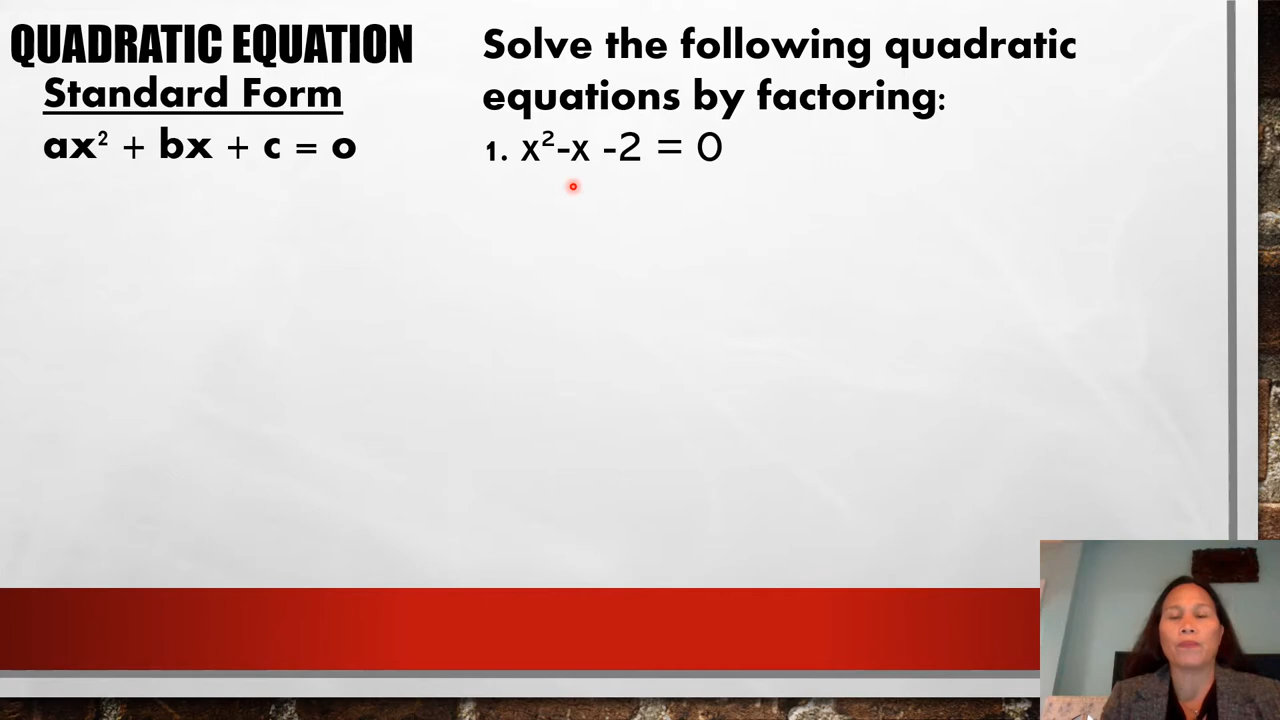 QUADRATIC EQUATION
Standard Form
ax² + bx + c = o
Solve the following quadratic
equations by factoring:
1. x²-x -2 = 0